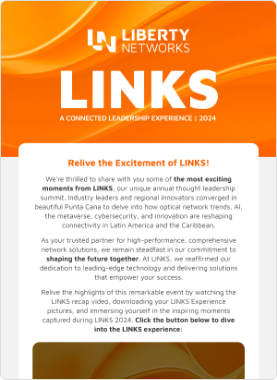 LIBERTY
NETWORKS
LINKS
A CONNECTED LEADERSHIP EXPERIENCE | 2024
Relive the Excitement of LINKS!
We're thrilled to share with you some of the most exciting
moments from LINKS, our unique annual thought leadership
summit. Industry leaders and regional innovators converged in
beautiful Punta Cana to delve into how optical network trends, AI,
the metaverse, cybersecurity, and innovation are reshaping
connectivity in Latin America and the Caribbean.
As your trusted partner for high-performance, comprehensive
network solutions, we remain steadfast in our commitment to
shaping the future together. At LINKS, we reaffirmed our
dedication to leading-edge technology and delivering solutions
that empower your success.
Relive the highlights of this remarkable event by watching the
LINKS recap video, downloading your LINKS Experience
pictures, and immersing yourself in the inspiring moments
captured during LINKS 2024. Click the button below to dive
into the LINKS experience: